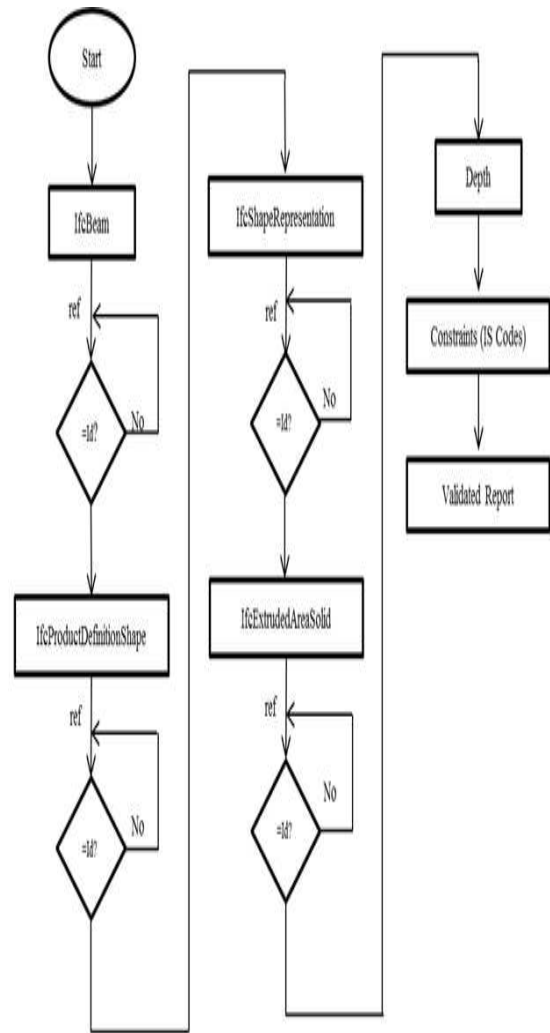 Start
IfcBeam
ref
=Id?
No
IfcProductDefinitionShape
ref
=Id?
No
IfcShapeRepresentation
ref
=Id?
No
IfcExtrudedAreaSolid
ref
=Id?
No
Depth
Constraints (IS Codes)
Validated Report